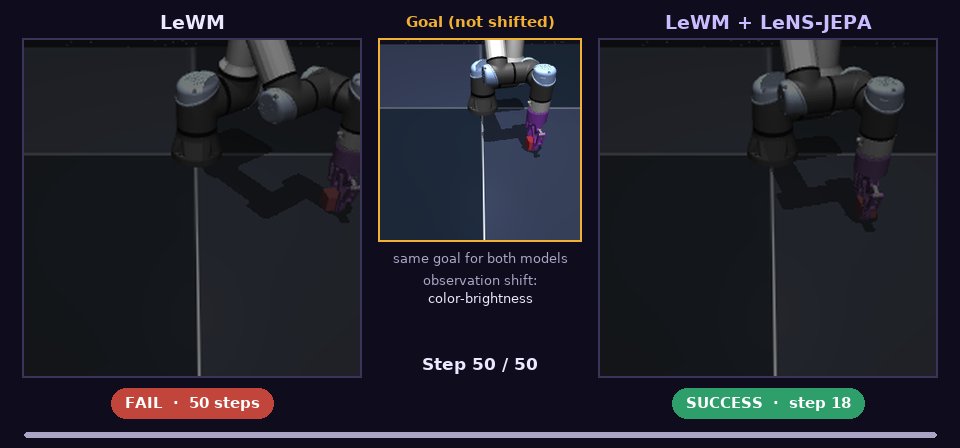 LeWM
Goal (not shifted)
LeWM + LeNS-JEPA
same goal for both models
observation shift:
color-brightness
Step 50 / 50
FAIL · 50 steps
SUCCESS · step 18